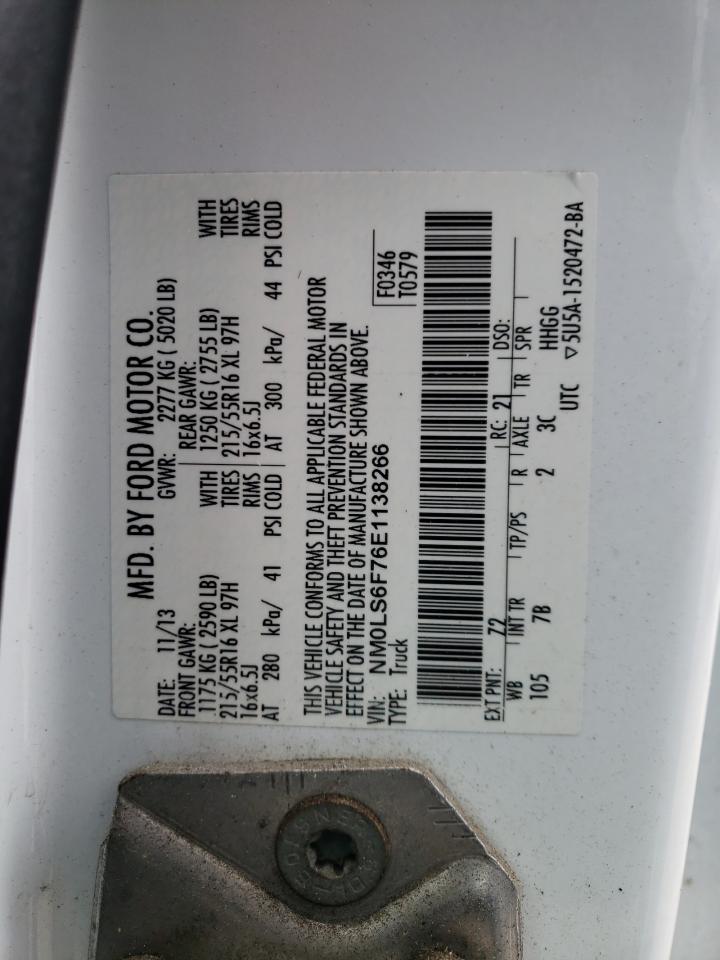 MFD. BY FORD MOTOR CO.
DATE: 11/13 GVWR: 2277 KG ( 5020 LB)
FRONT GAWR: REAR GAWR:
1175 KG ( 2590 LB) WITH 1250 KG ( 2755 LB) WITH
215/55R16 XL 97H TIRES 215/55R16 XL 97H TIRES
16x6.5J RIMS 16x6.5J RIMS
AT 280 kPa/ 41 PSI COLD AT 300 kPa/ 44 PSI COLD
THIS VEHICLE CONFORMS TO ALL APPLICABLE FEDERAL MOTOR
VEHICLE SAFETY AND THEFT PREVENTION STANDARDS IN
EFFECT ON THE DATE OF MANUFACTURE SHOWN ABOVE.
VIN: NM0LS6F76E1138266
TYPE: Truck
F0346
T0579
EXT PNT: Z2 RC: 21 DSO:
WB INT TR TP/PS R AXLE TR SPR
105 7B 2 3C HHGG
UTC ▽5U5A-1520472-BA